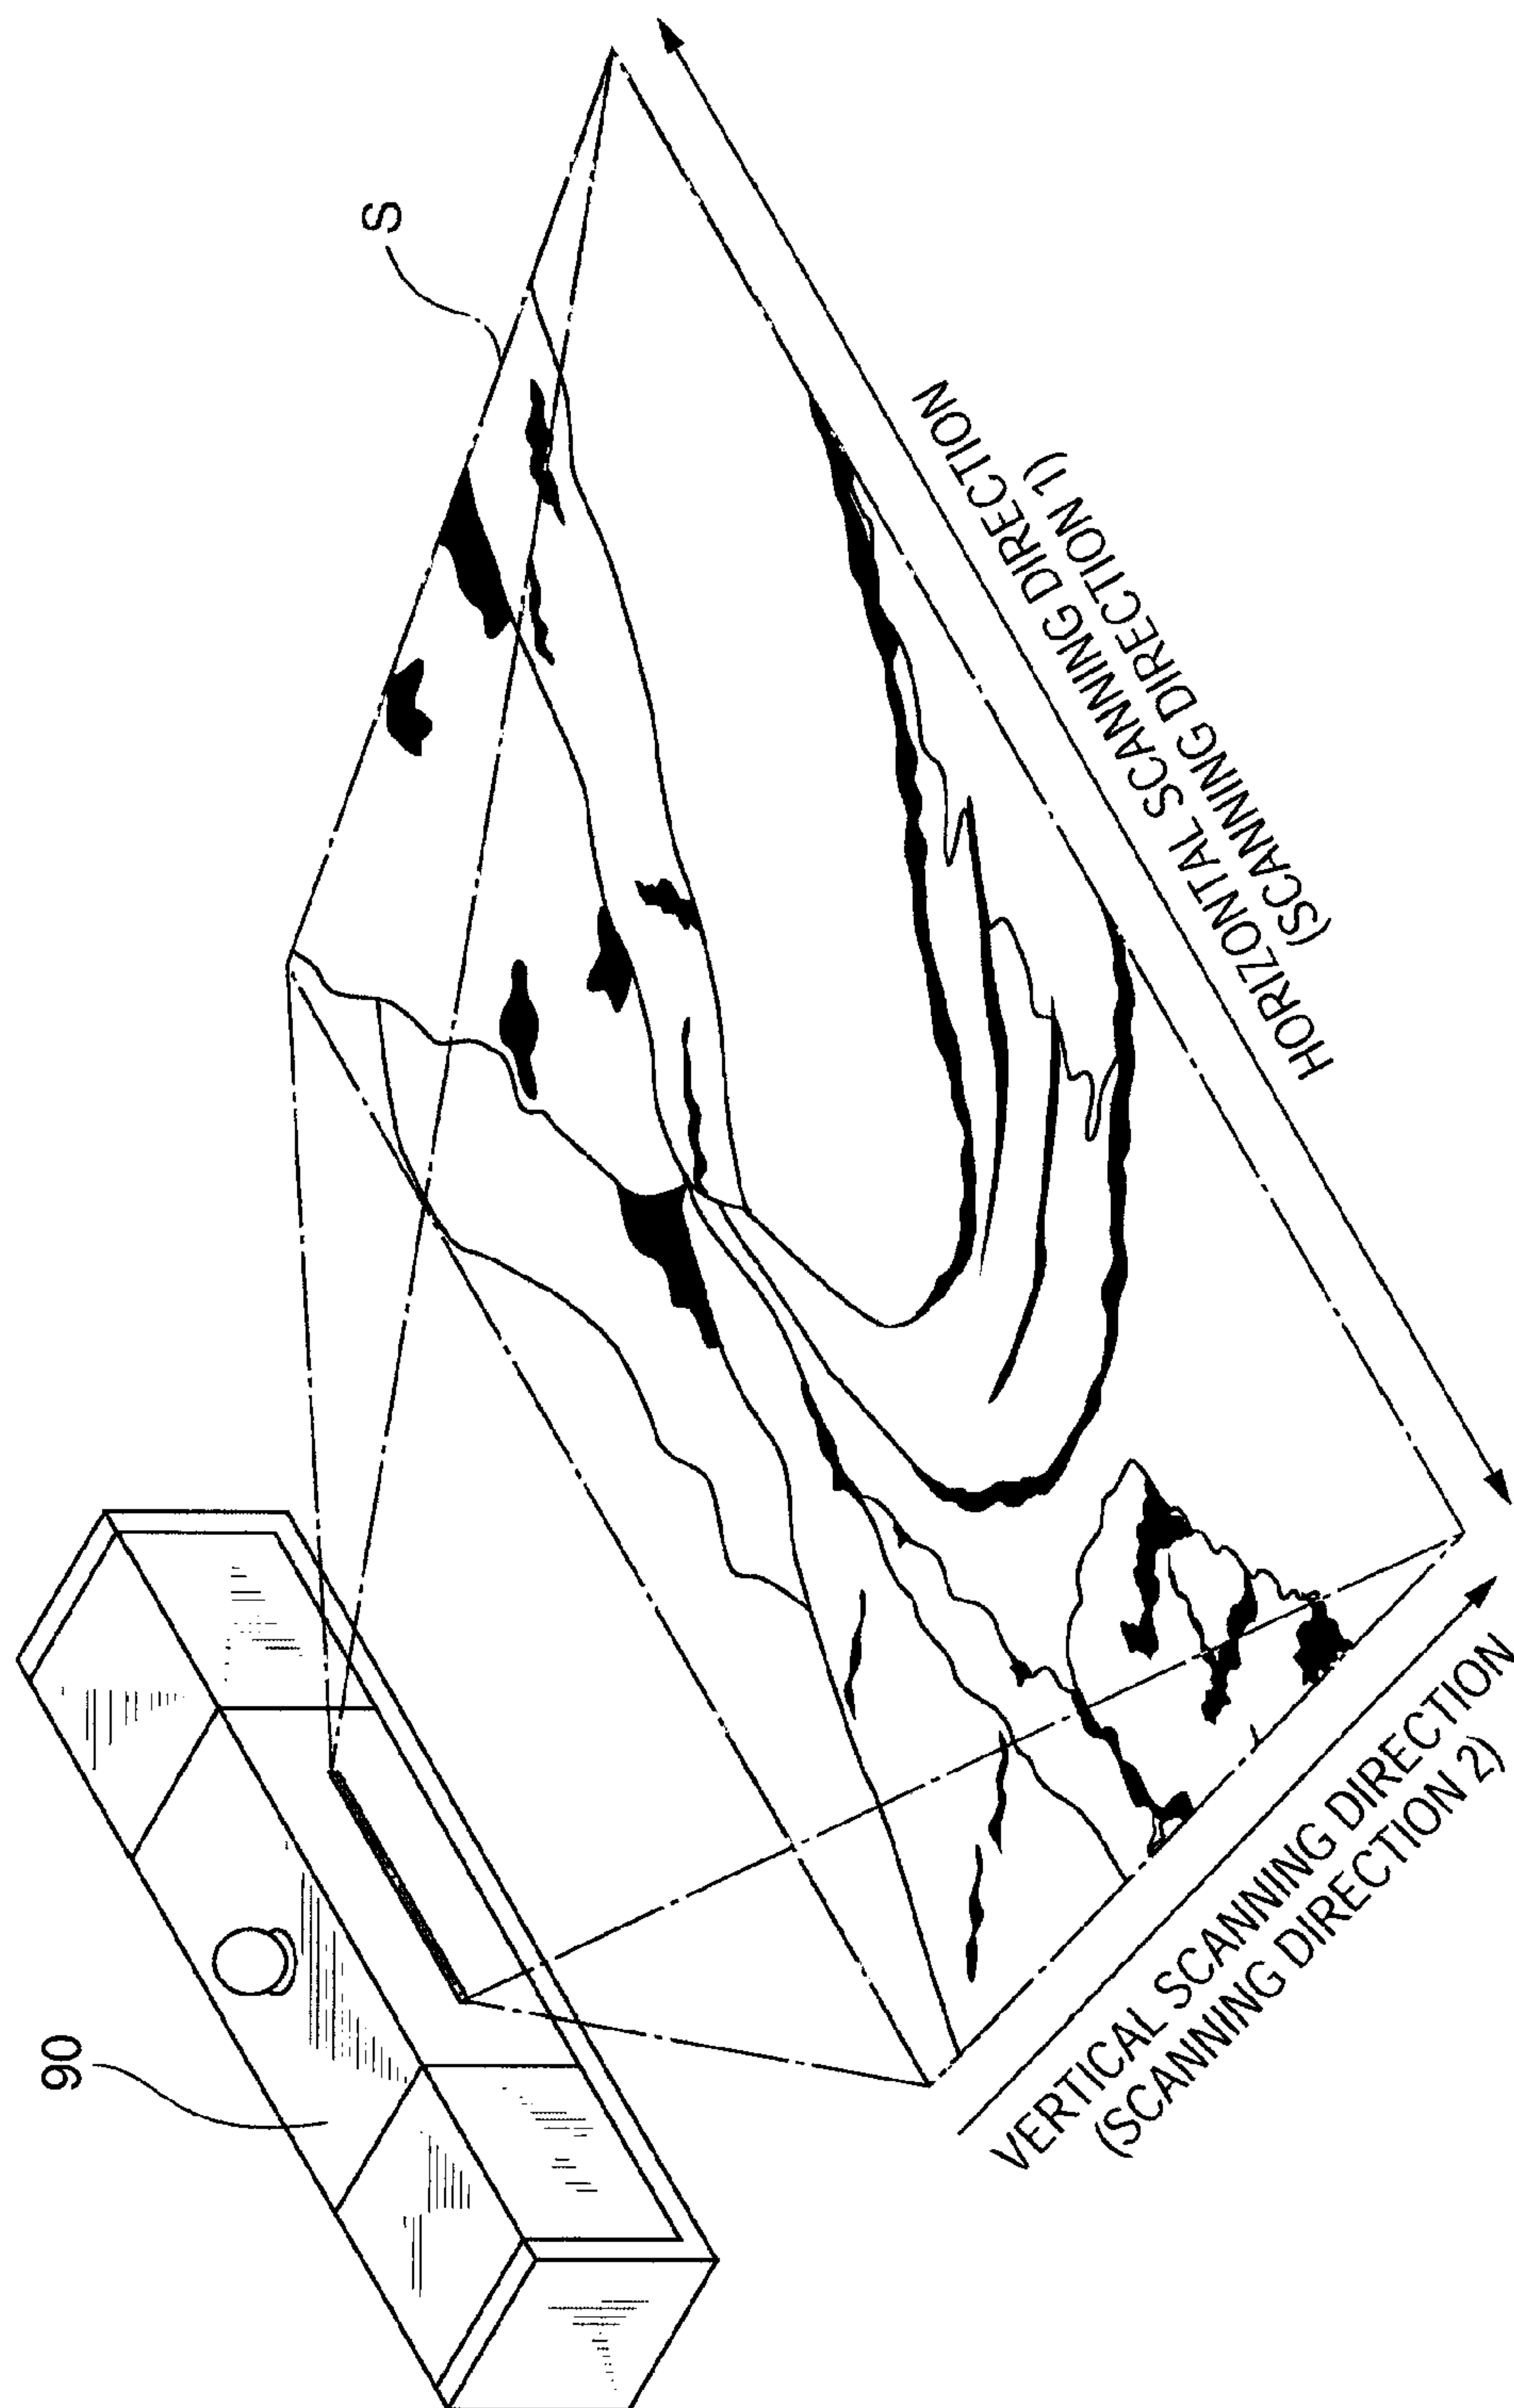 90
S
HORIZONTAL SCANNING DIRECTION
(SCANNING DIRECTION 1)
VERTICAL SCANNING DIRECTION
(SCANNING DIRECTION 2)